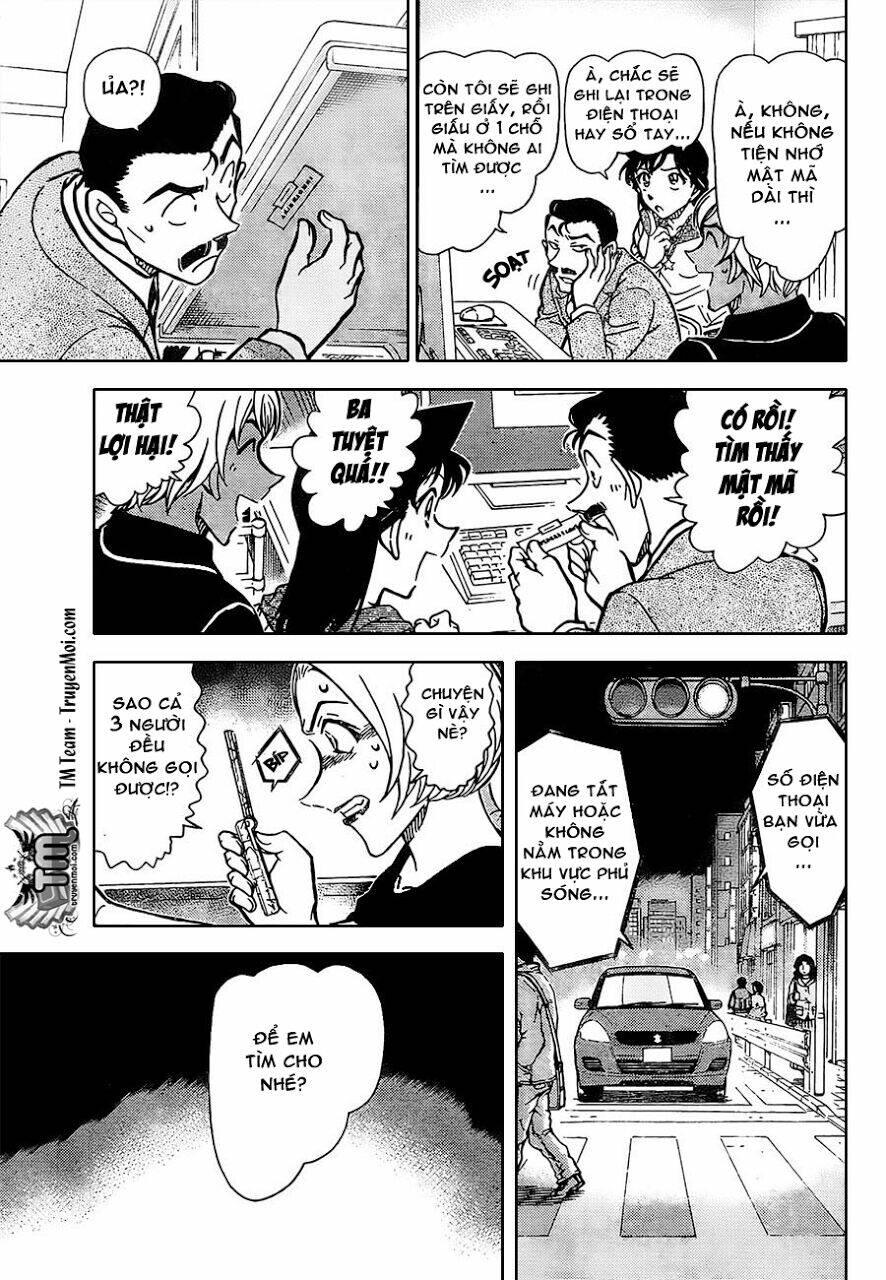 À, KHÔNG,
NẾU KHÔNG
TIỆN NHỚ
MẬT MÃ
DÀI THÌ
...
À, CHẮC SẼ
GHI LẠI TRONG
ĐIỆN THOẠI
HAY SỔ TAY...
CÒN TÔI SẼ GHI
TRÊN GIẤY, RỒI
GIẤU Ở 1 CHỖ
MÀ KHÔNG AI
TÌM ĐƯỢC
...
SOẠT
ỦA?!
CÓ RỒI!
TÌM THẤY
MẬT MÃ
RỒI!
BA
TUYỆT
QUÁ!!
THẬT
LỢI HẠI!
SỐ ĐIỆN
THOẠI
BẠN VỪA
GỌI
...
ĐANG TẮT
MÁY HOẶC
KHÔNG
NẰM TRONG
KHU VỰC PHỦ
SÓNG...
CHUYỆN
GÌ VẬY
NÈ?
BÍP
SAO CẢ
3 NGƯỜI
ĐỀU
KHÔNG GỌI
ĐƯỢC!?
ĐỂ EM
TÌM CHO
NHÉ?
TM Team - TruyenMoi.com
TM
truyenmoi.com